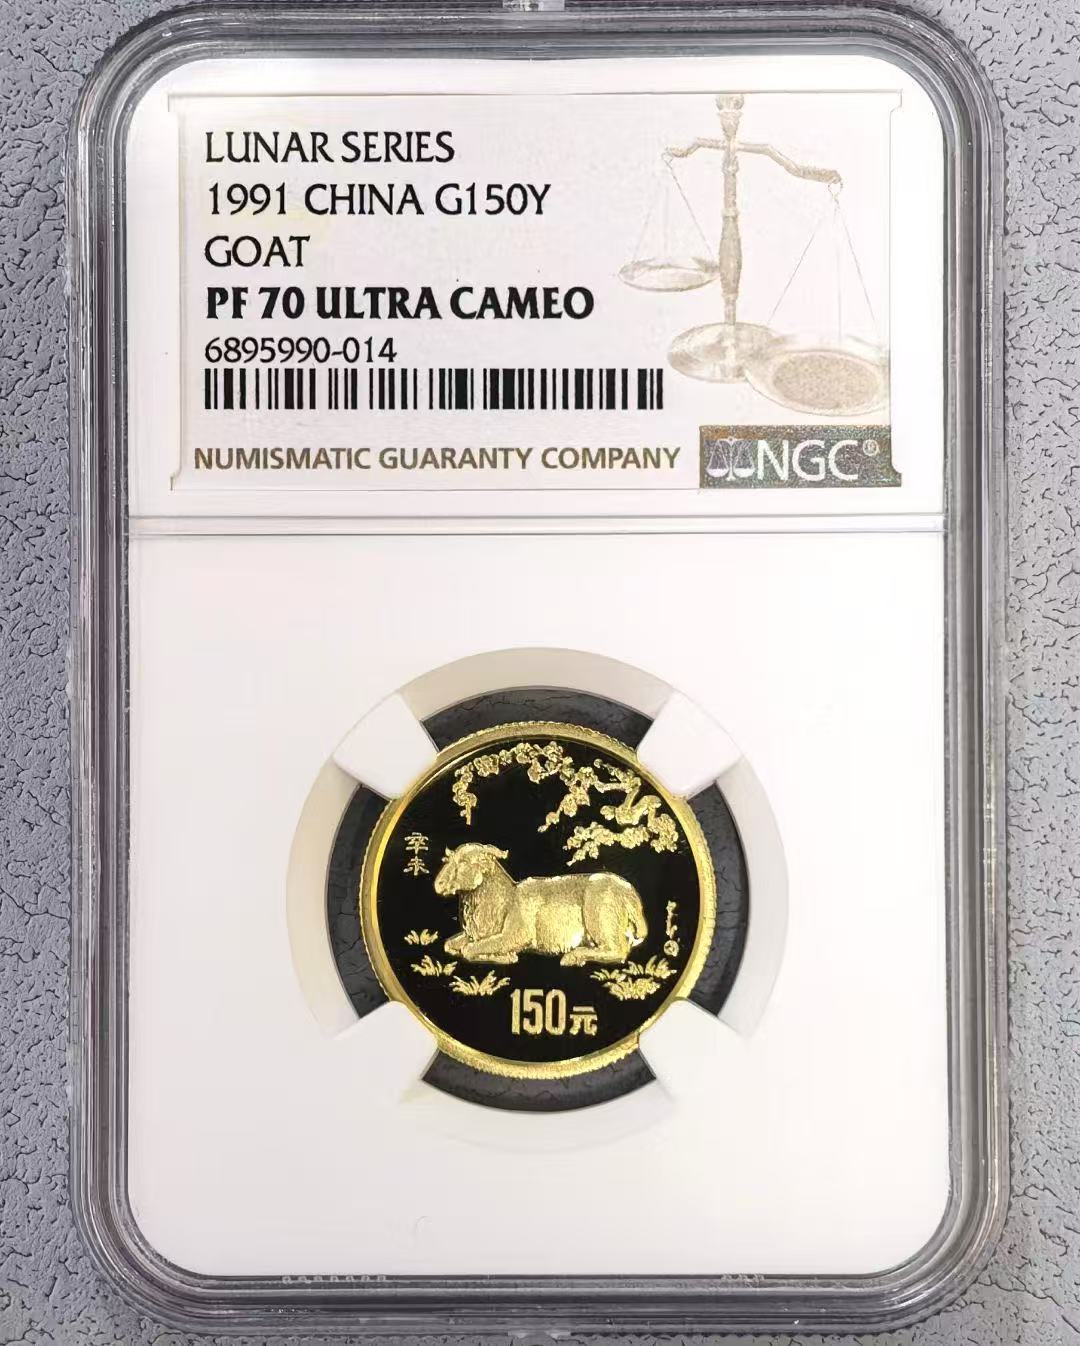 LUNAR SERIES
1991 CHINA G150Y
GOAT
PF 70 ULTRA CAMEO
6895990-014
NUMISMATIC GUARANTY COMPANY
NGC®
辛未
150元